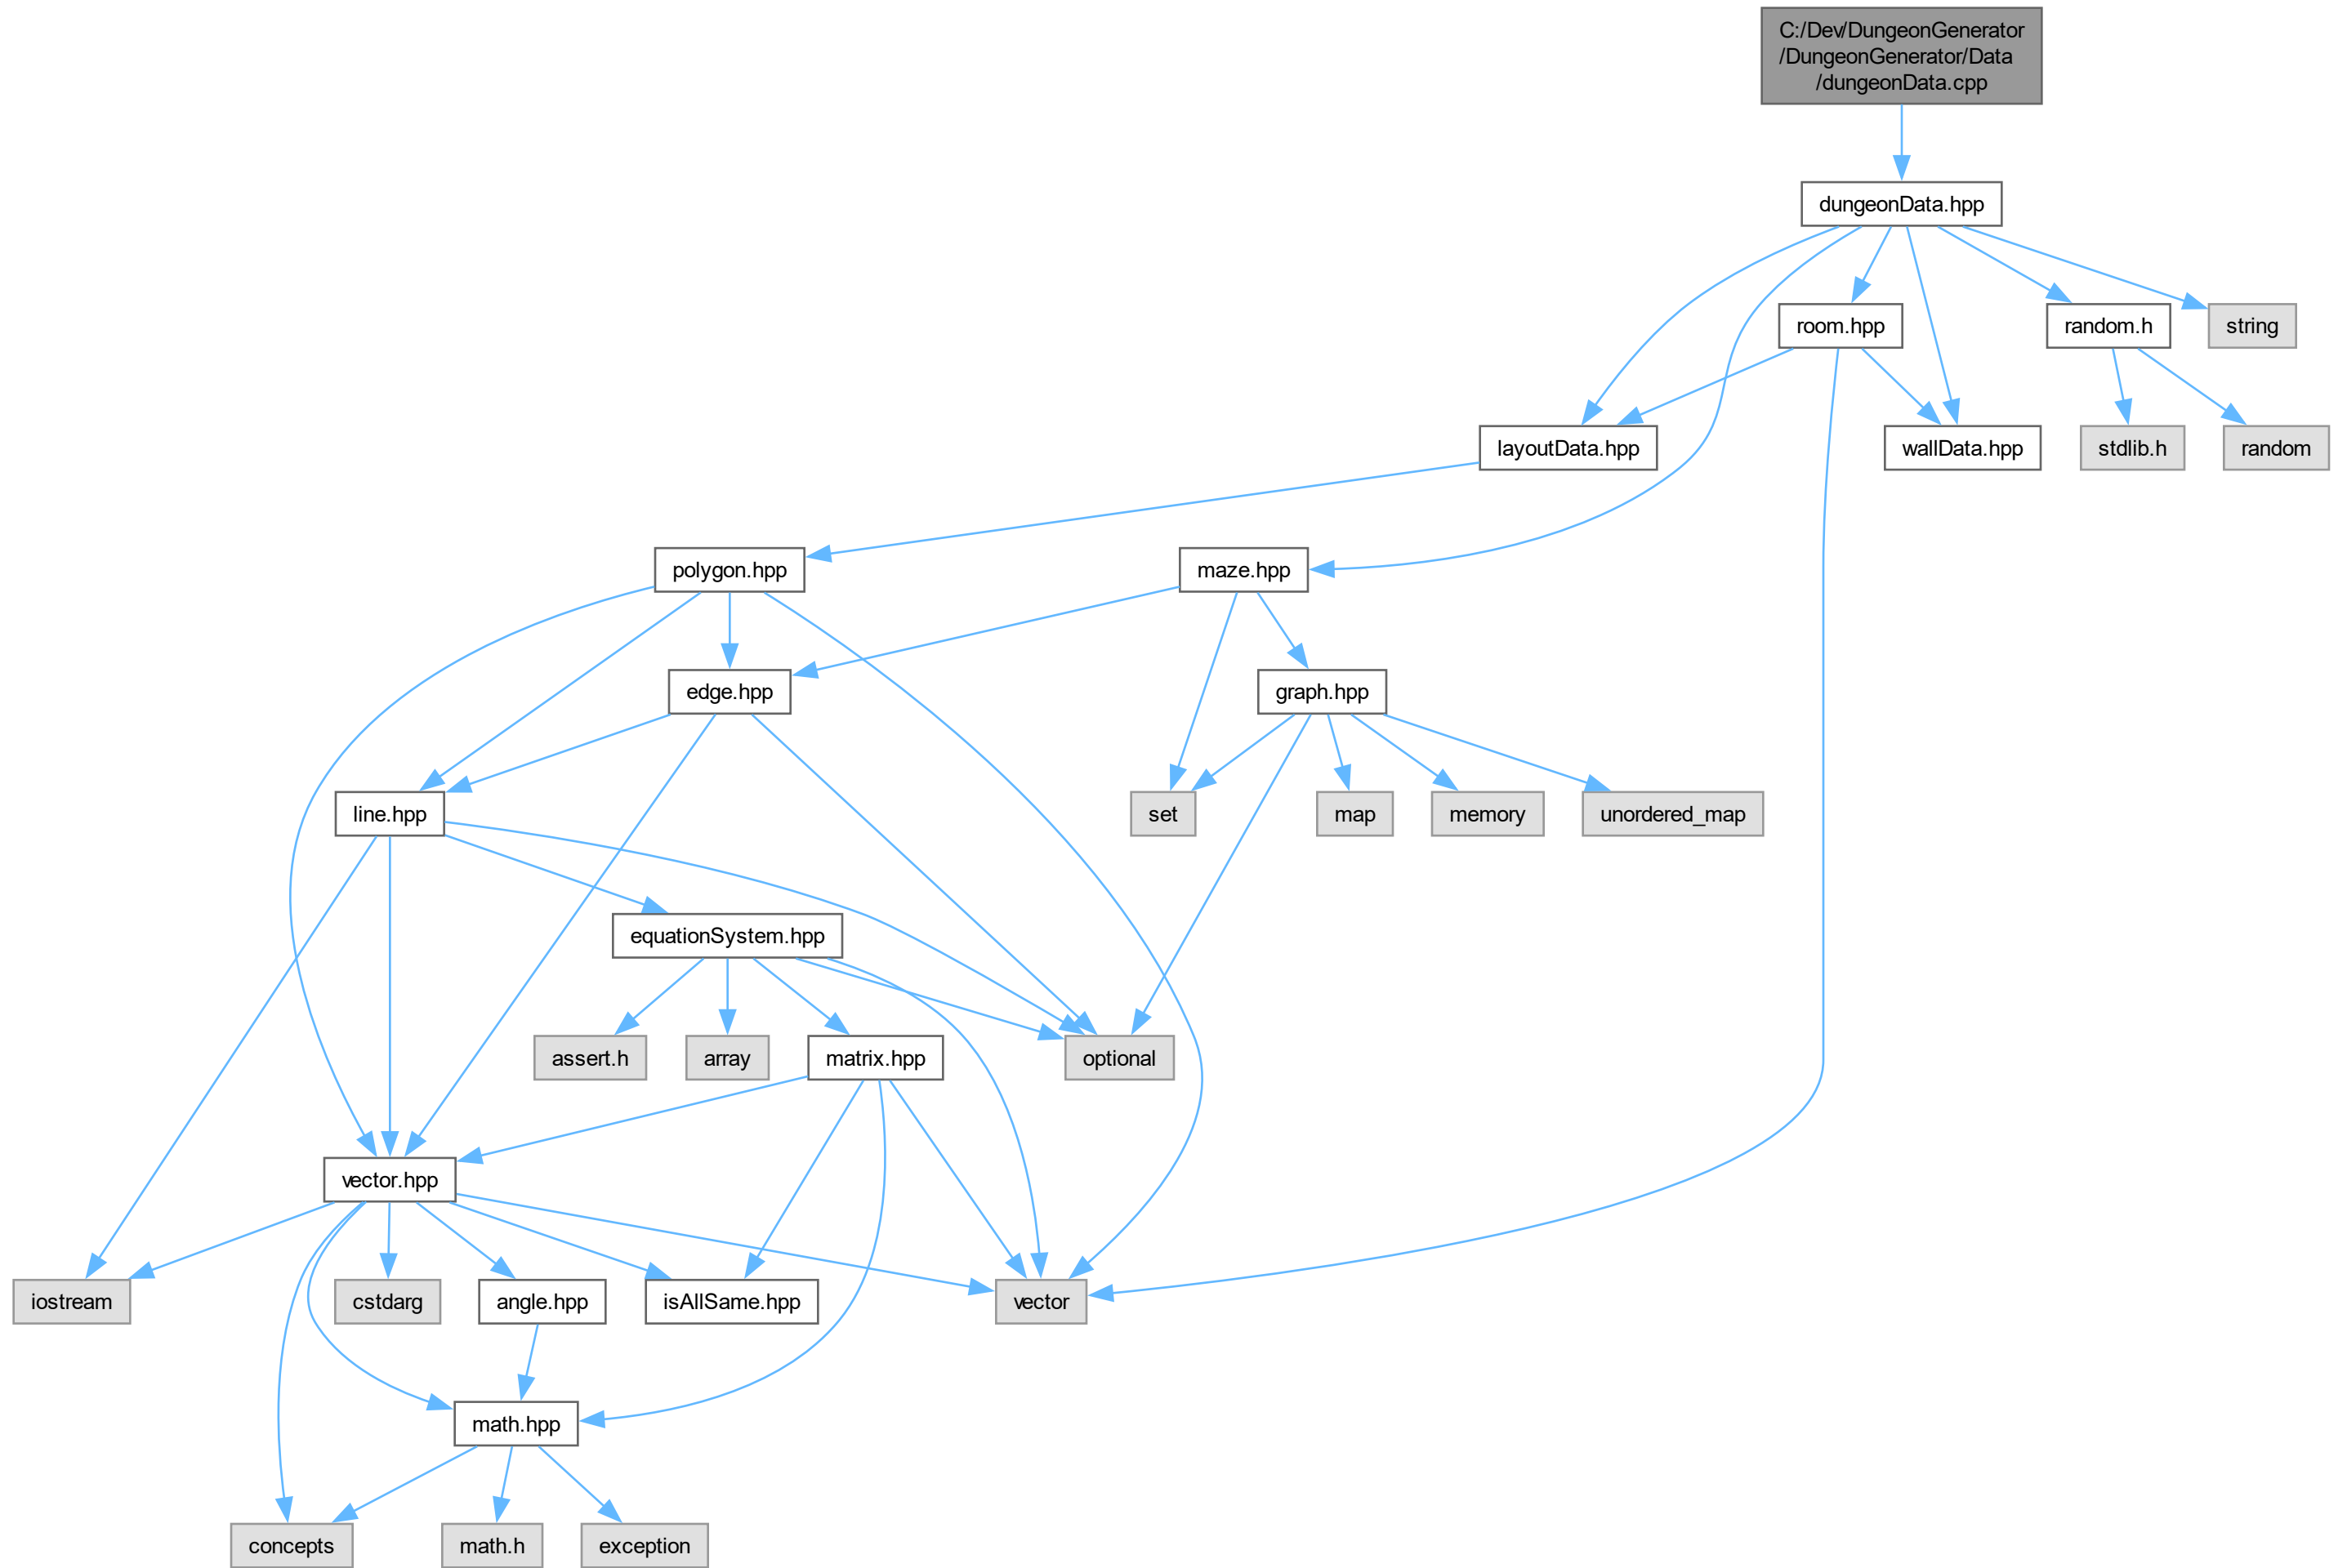 C:/Dev/DungeonGenerator
/DungeonGenerator/Data
/dungeonData.cpp
dungeonData.hpp
room.hpp
random.h
string
layoutData.hpp
wallData.hpp
stdlib.h
random
polygon.hpp
maze.hpp
edge.hpp
graph.hpp
line.hpp
set
map
memory
unordered_map
equationSystem.hpp
assert.h
array
matrix.hpp
optional
vector.hpp
iostream
cstdarg
angle.hpp
isAllSame.hpp
vector
math.hpp
concepts
math.h
exception